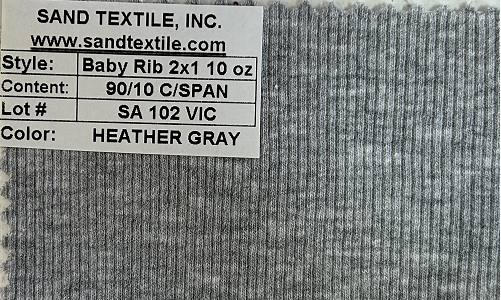 SAND TEXTILE, INC.
www.sandtextile.com
Style: Baby Rib 2x1 10 oz
Content: 90/10 C/SPAN
Lot # SA 102 VIC
Color: HEATHER GRAY